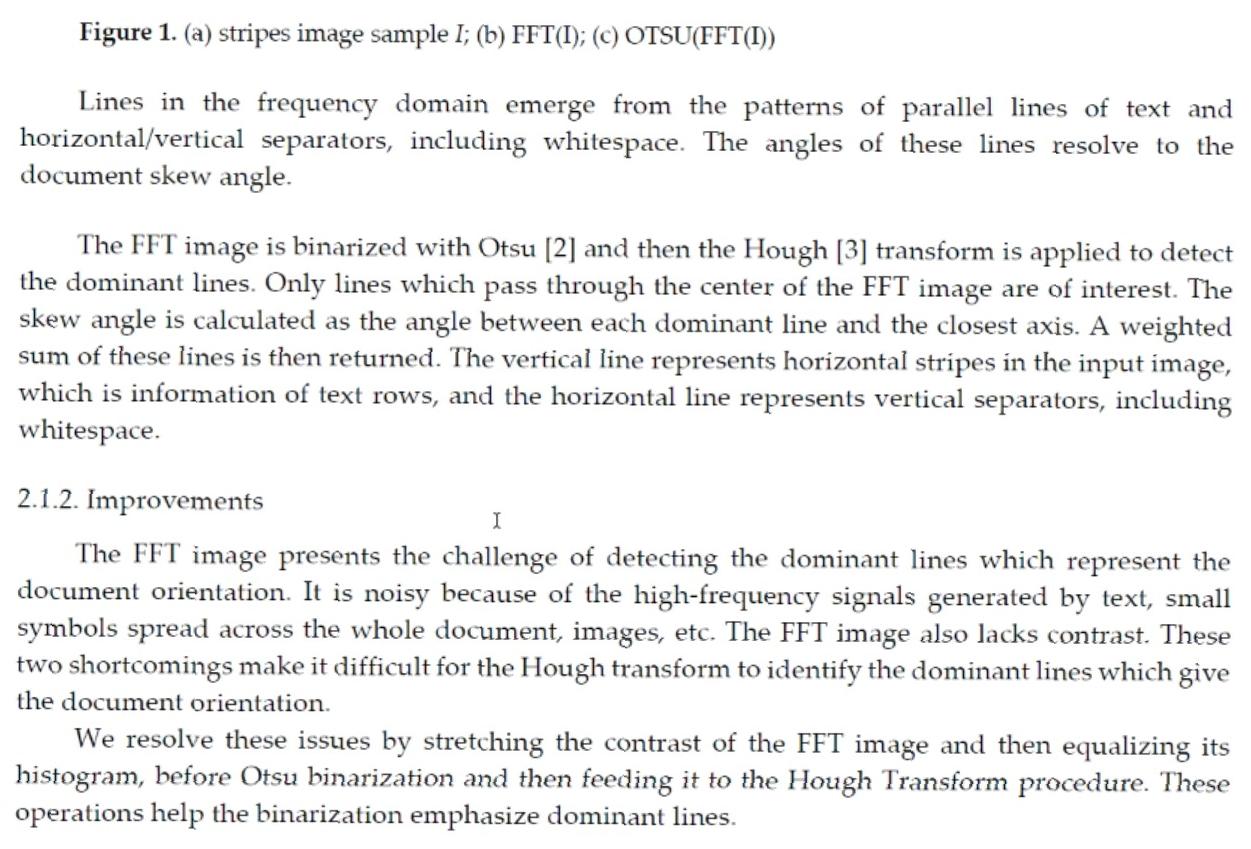 Figure 1. (a) stripes image sample I; (b) FFT(I); (c) OTSU(FFT(I))
Lines in the frequency domain emerge from the patterns of parallel lines of text and
horizontal/vertical separators, including whitespace. The angles of these lines resolve to the
document skew angle.
The FFT image is binarized with Otsu [2] and then the Hough [3] transform is applied to detect
the dominant lines. Only lines which pass through the center of the FFT image are of interest. The
skew angle is calculated as the angle between each dominant line and the closest axis. A weighted
sum of these lines is then returned. The vertical line represents horizontal stripes in the input image,
which is information of text rows, and the horizontal line represents vertical separators, including
whitespace.
2.1.2. Improvements
The FFT image presents the challenge of detecting the dominant lines which represent the
document orientation. It is noisy because of the high-frequency signals generated by text, small
symbols spread across the whole document, images, etc. The FFT image also lacks contrast. These
two shortcomings make it difficult for the Hough transform to identify the dominant lines which give
the document orientation.
We resolve these issues by stretching the contrast of the FFT image and then equalizing its
histogram, before Otsu binarization and then feeding it to the Hough Transform procedure. These
operations help the binarization emphasize dominant lines.